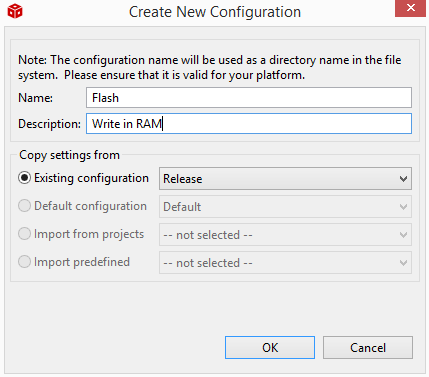 Create New Configuration
Note: The configuration name will be used as a directory name in the file
system.  Please ensure that it is valid for your platform.
Name: Flash
Description: Write in RAM
Copy settings from
Existing configuration Release
Default configuration Default
Import from projects -- not selected --
Import predefined -- not selected --
OK Cancel